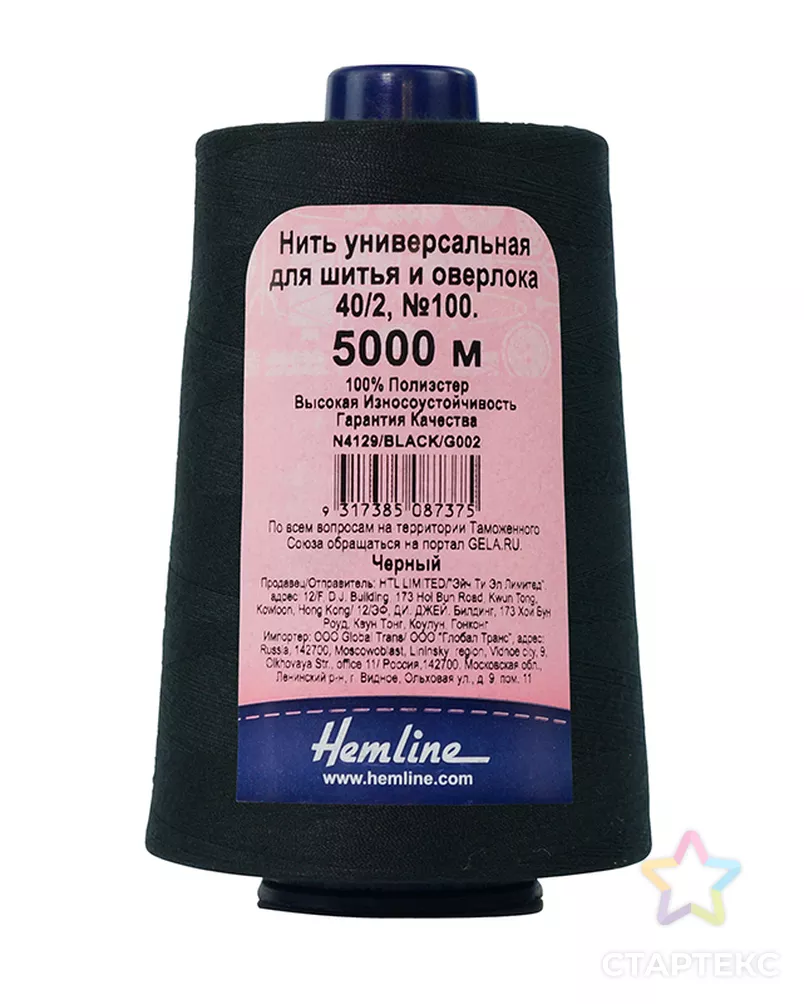 Нить универсальная
для шитья и оверлока
40/2, №100.
5000 м
100% Полиэстер
Высокая Износоустойчивость
Гарантия Качества
N4129/BLACK/G002
9 317385 087375
По всем вопросам на территории Таможенного
Союза обращаться на портал GELA.RU.
Черный
Продавец/Отправитель: HTL LIMITED/"Эйч Ти Эл Лимитед",
адрес: 12/F. D.J. Building 173 Hoi Bun Road, Kwun Tong,
Kowloon, Hong Kong/ 12/ЭФ, ДИ. ДЖЕЙ. Билдинг, 173 Хой Бун
Роуд, Квун Тонг, Коулун, Гонконг
Импортер: ООО Global Trans/ ООО "Глобал Транс", адрес:
Russia, 142700, Moscowoblast, Lininsky, region, Vidnoe city, 9,
Olkhovaya Str., office 11/ Россия,142700, Московская обл.,
Ленинский р-н, г. Видное, Ольховая ул., д. 9, пом. 11
Hemline
www.hemline.com
СТАРТЕКС